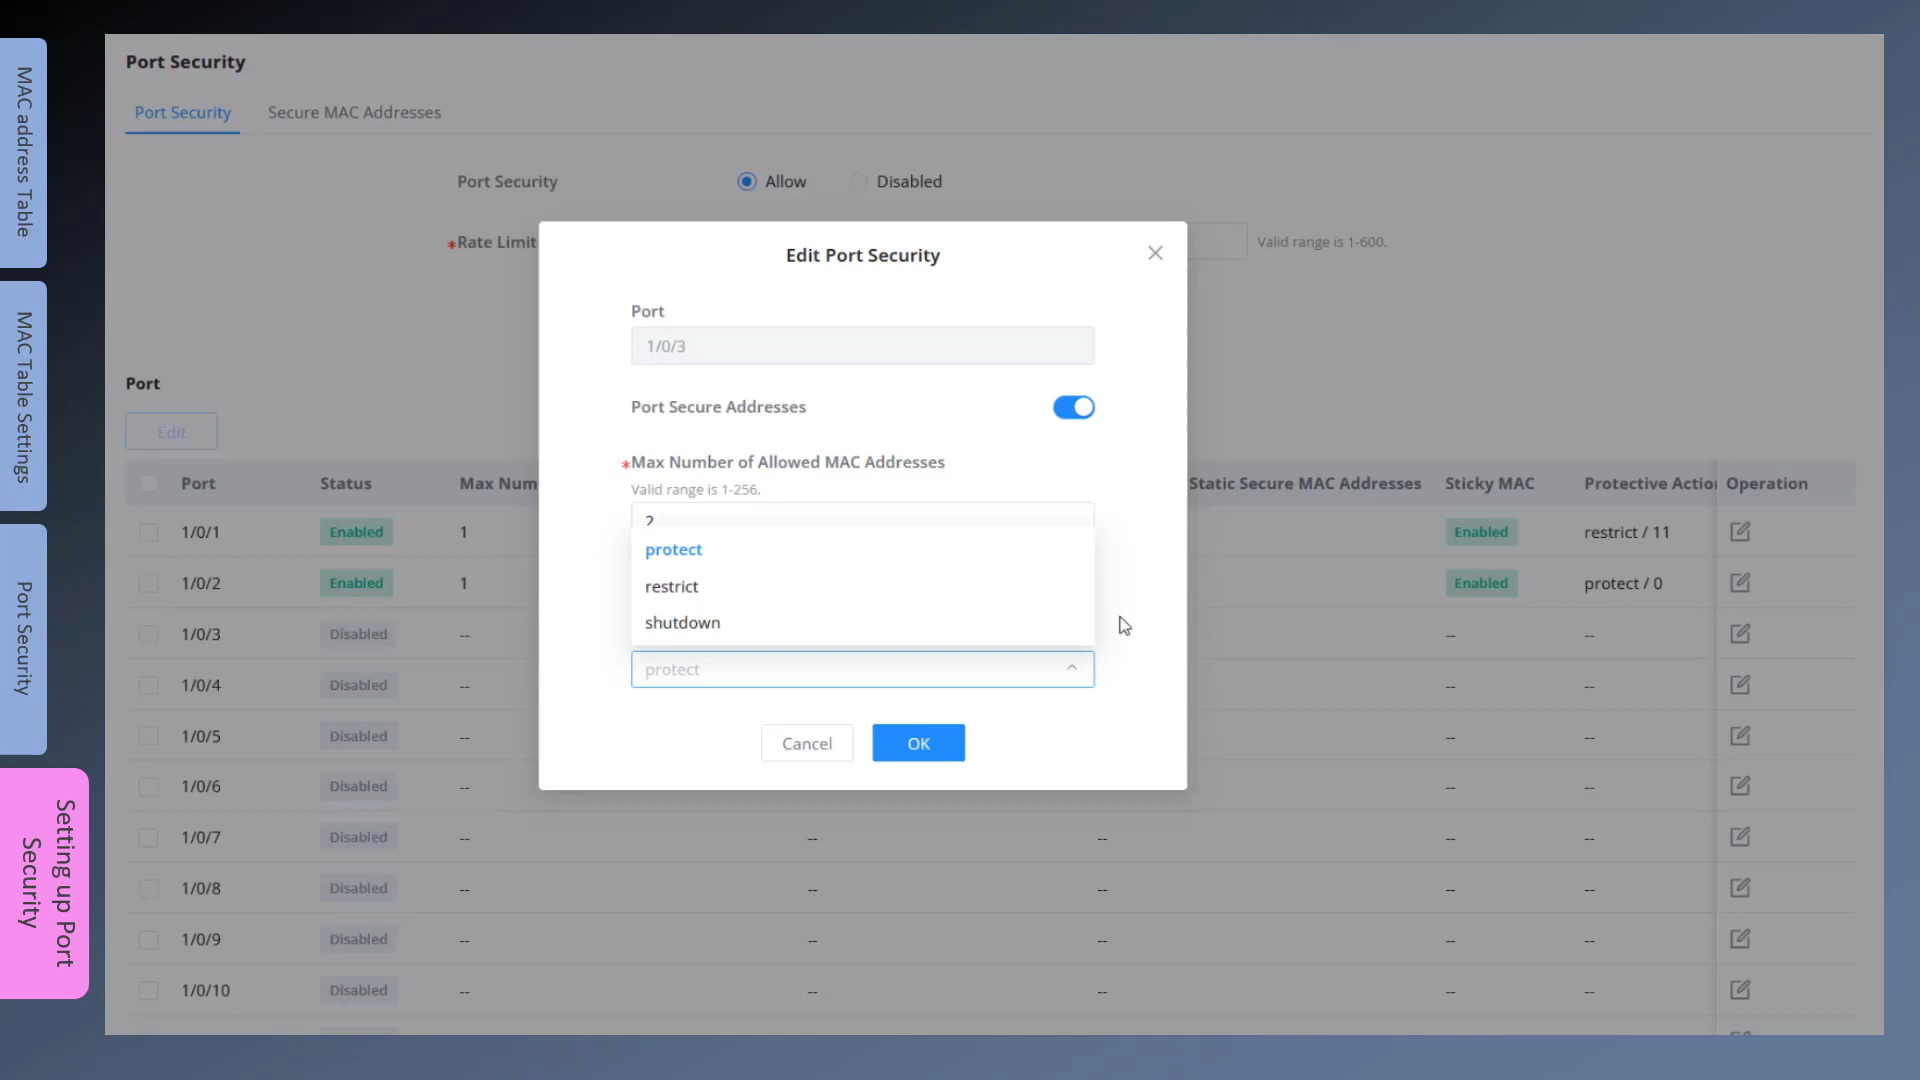 MAC address Table
MAC Table Settings
Port Security
Setting up Port
Security
Port Security
Port Security
Secure MAC Addresses
Port Security
Allow
Disabled
*Rate Limit
Valid range is 1-600.
Port
Edit
Port
Status
Max Num
Static Secure MAC Addresses
Sticky MAC
Protective Action
Operation
1/0/1
Enabled
1
Enabled
restrict / 11
1/0/2
Enabled
1
Enabled
protect / 0
1/0/3
Disabled
--
--
--
1/0/4
Disabled
--
--
--
1/0/5
Disabled
--
--
--
1/0/6
Disabled
--
--
--
1/0/7
Disabled
--
--
--
--
--
1/0/8
Disabled
--
--
--
--
--
1/0/9
Disabled
--
--
--
--
--
1/0/10
Disabled
--
--
--
--
--
Edit Port Security
Port
1/0/3
Port Secure Addresses
*Max Number of Allowed MAC Addresses
Valid range is 1-256.
2
protect
restrict
shutdown
protect
Cancel
OK